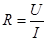 R = U/I